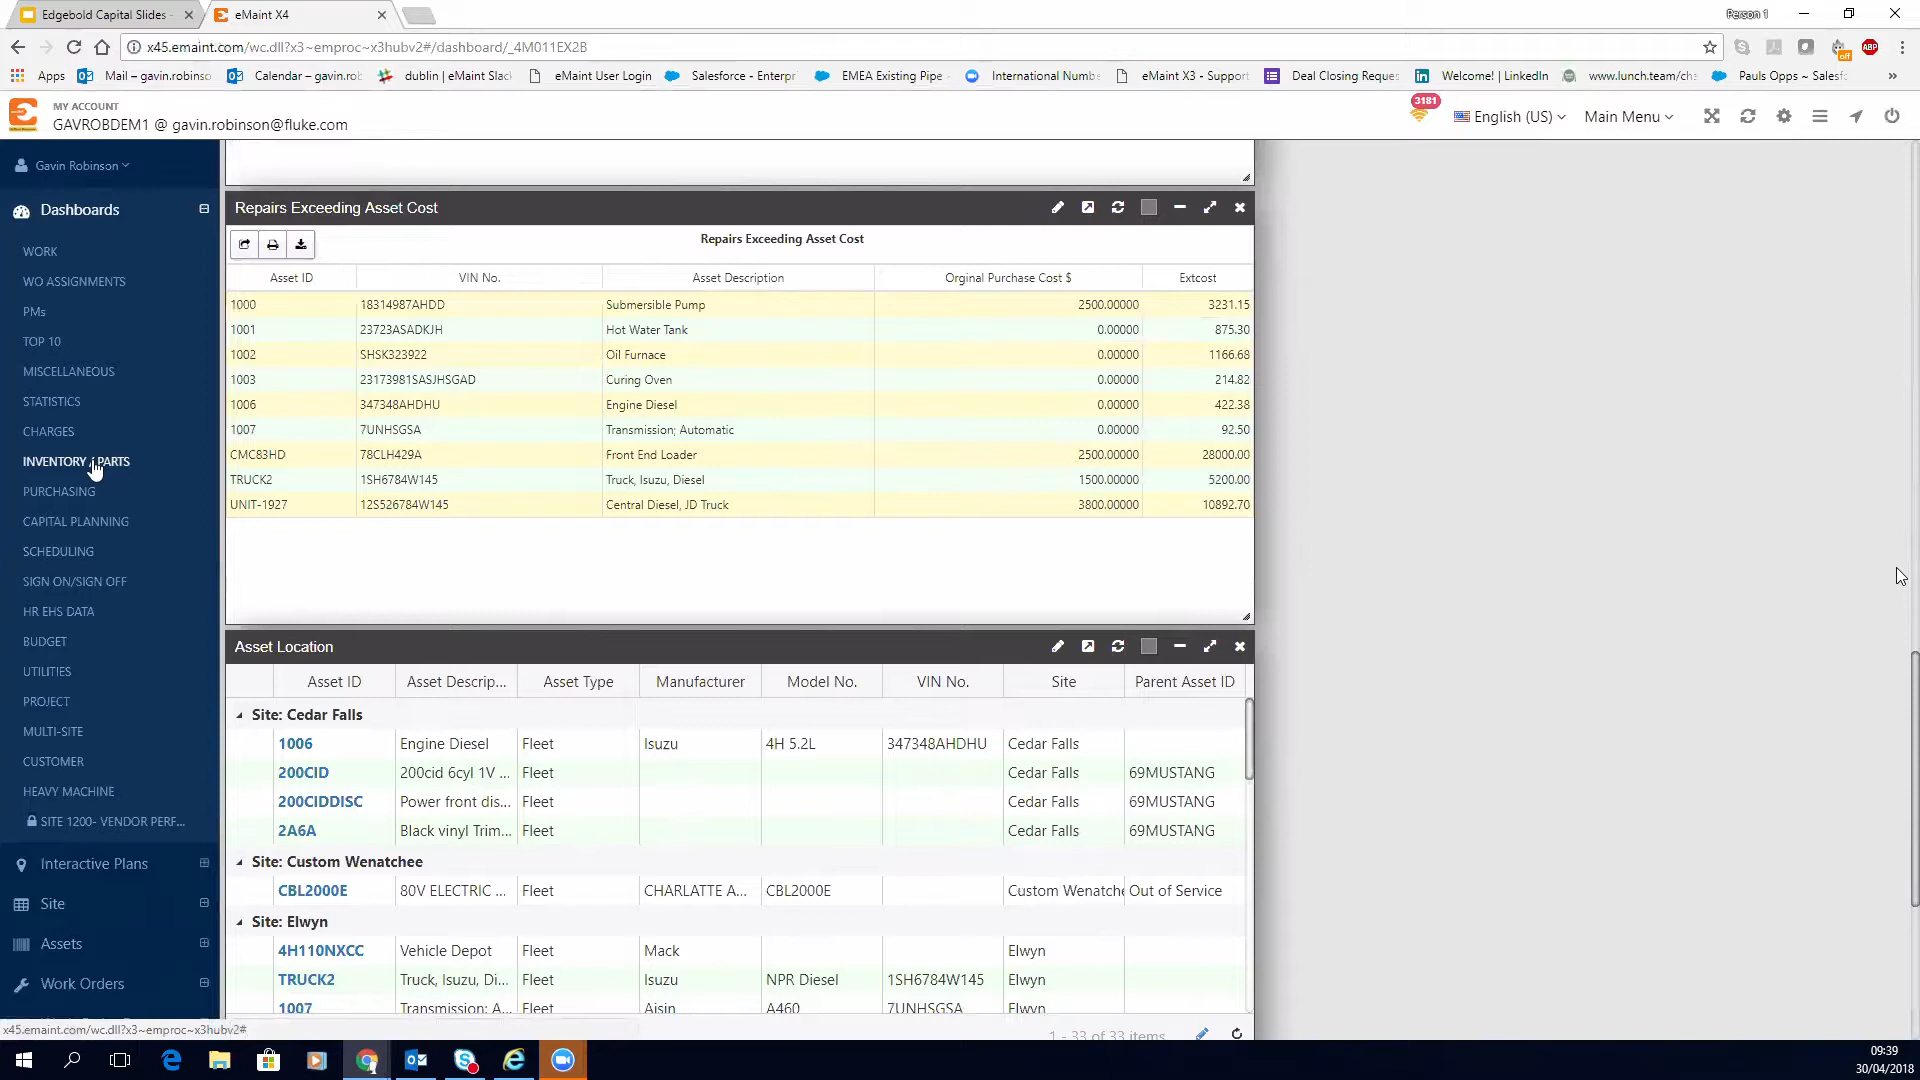 Edgebold Capital Slides
eMaint X4
Person 1
x45.emaint.com/wc.dll?x3~emproc~x3hubv2#/dashboard/_4M011EX2B
Apps
Mail – gavin.robinso
Calendar – gavin.rob
dublin | eMaint Slack
eMaint User Login
Salesforce - Enterpr
EMEA Existing Pipe
International Numb
eMaint X3 - Support
Deal Closing Reques
Welcome! | LinkedIn
www.lunch.team/ch
Pauls Opps ~ Salesf
ABP
off
MY ACCOUNT
GAVROBDEM1 @ gavin.robinson@fluke.com
3181
English (US)
Main Menu
Gavin Robinson
Dashboards
WORK
WO ASSIGNMENTS
PMs
TOP 10
MISCELLANEOUS
STATISTICS
CHARGES
INVENTORY / PARTS
PURCHASING
CAPITAL PLANNING
SCHEDULING
SIGN ON/SIGN OFF
HR EHS DATA
BUDGET
UTILITIES
PROJECT
MULTI-SITE
CUSTOMER
HEAVY MACHINE
SITE 1200- VENDOR PERF...
Interactive Plans
Site
Assets
Work Orders
x45.emaint.com/wc.dll?x3~emproc~x3hubv2#
Repairs Exceeding Asset Cost
Repairs Exceeding Asset Cost
Asset ID VIN No. Asset Description Orginal Purchase Cost $ Extcost
1000 18314987AHDD Submersible Pump 2500.00000 3231.15
1001 23723ASADKJH Hot Water Tank 0.00000 875.30
1002 SHSK323922 Oil Furnace 0.00000 1166.68
1003 23173981SASJHSGAD Curing Oven 0.00000 214.82
1006 347348AHDHU Engine Diesel 0.00000 422.38
1007 7UNHSGSA Transmission; Automatic 0.00000 92.50
CMC83HD 78CLH429A Front End Loader 2500.00000 28000.00
TRUCK2 1SH6784W145 Truck, Isuzu, Diesel 1500.00000 5200.00
UNIT-1927 12S526784W145 Central Diesel, JD Truck 3800.00000 10892.70
Asset Location
Asset ID Asset Descrip... Asset Type Manufacturer Model No. VIN No. Site Parent Asset ID
Site: Cedar Falls
1006 Engine Diesel Fleet Isuzu 4H 5.2L 347348AHDHU Cedar Falls
200CID 200cid 6cyl 1V ... Fleet Cedar Falls 69MUSTANG
200CIDDISC Power front dis... Fleet Cedar Falls 69MUSTANG
2A6A Black vinyl Trim... Fleet Cedar Falls 69MUSTANG
Site: Custom Wenatchee
CBL2000E 80V ELECTRIC ... Fleet CHARLATTE A... CBL2000E Custom Wenatche Out of Service
Site: Elwyn
4H110NXCC Vehicle Depot Fleet Mack Elwyn
TRUCK2 Truck, Isuzu, Di... Fleet Isuzu NPR Diesel 1SH6784W145 Elwyn
1007 Transmission; A... Fleet Aisin A460 7UNHSGSA Elwyn
1 - 33 of 33 items
09:39
30/04/2018